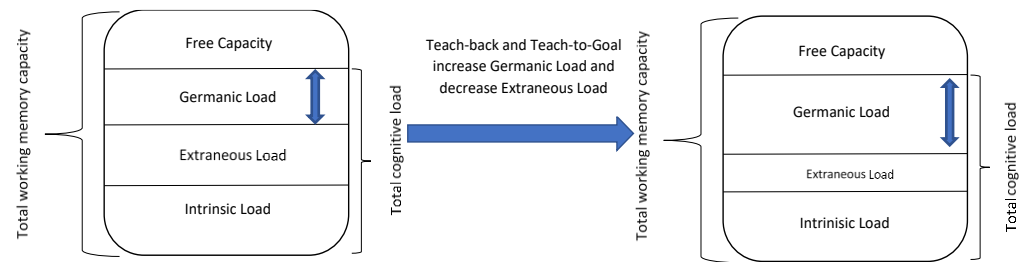 Total working memory capacity
Free Capacity
Germanic Load
Extraneous Load
Intrinsic Load
Total cognitive load
Teach-back and Teach-to-Goal
increase Germanic Load and
decrease Extraneous Load
Total working memory capacity
Free Capacity
Germanic Load
Extraneous Load
Intrinisic Load
Total cognitive load